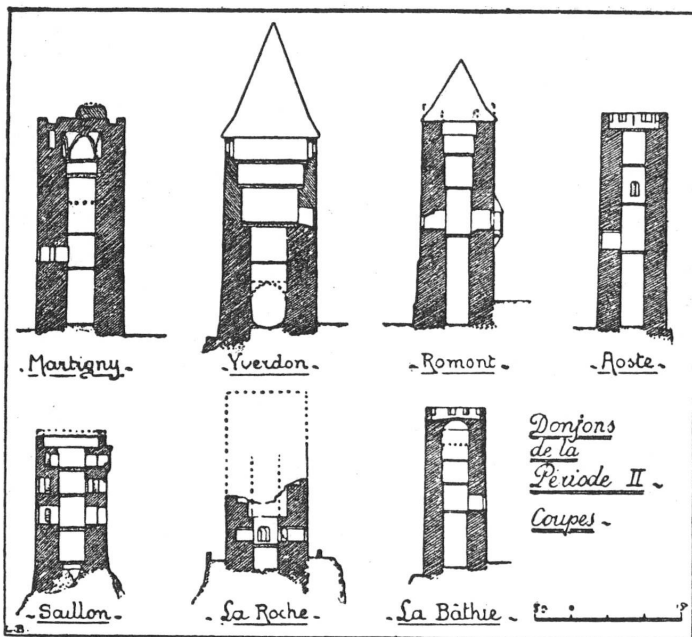 Martigny
Yverdon
Romont
Aoste
Donjons
de la
Période II
Coupes
Saillon
La Roche
La Bâthie
L.B.